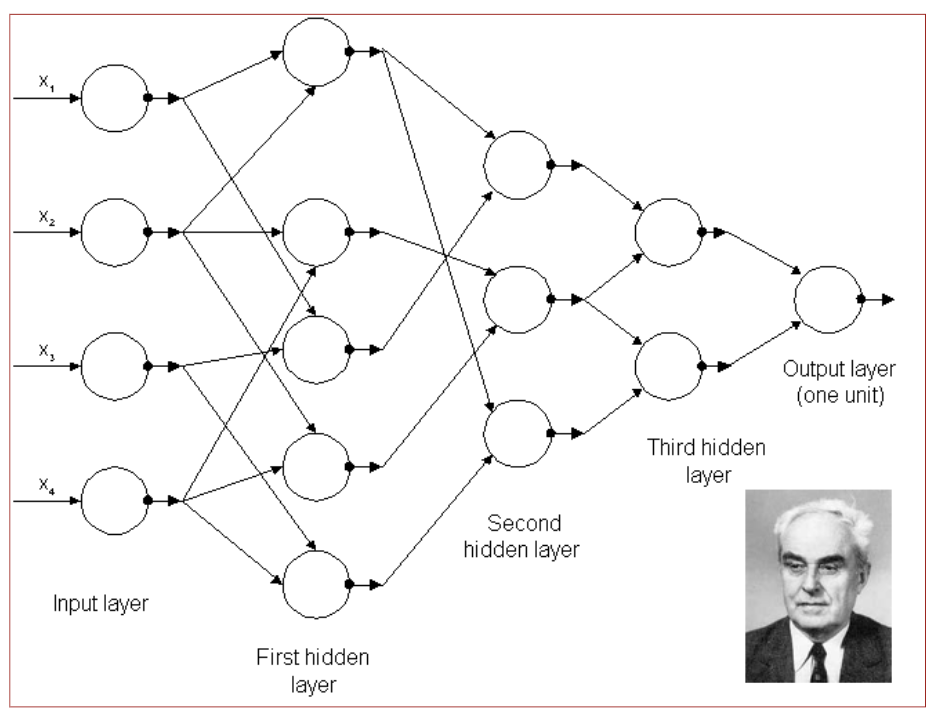 X₁
X₂
X₃
X₄
Input layer
First hidden
layer
Second
hidden layer
Third hidden
layer
Output layer
(one unit)